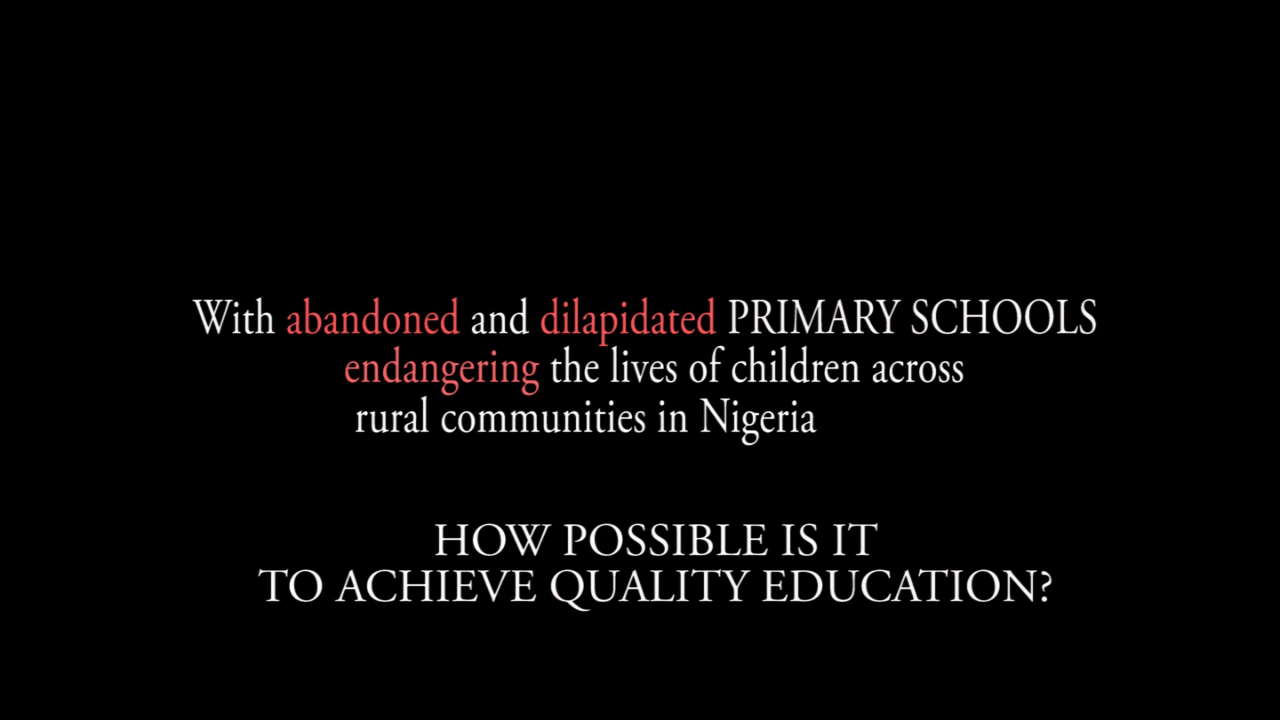 With abandoned and dilapidated PRIMARY SCHOOLS
endangering the lives of children across
rural communities in Nigeria
HOW POSSIBLE IS IT
TO ACHIEVE QUALITY EDUCATION?